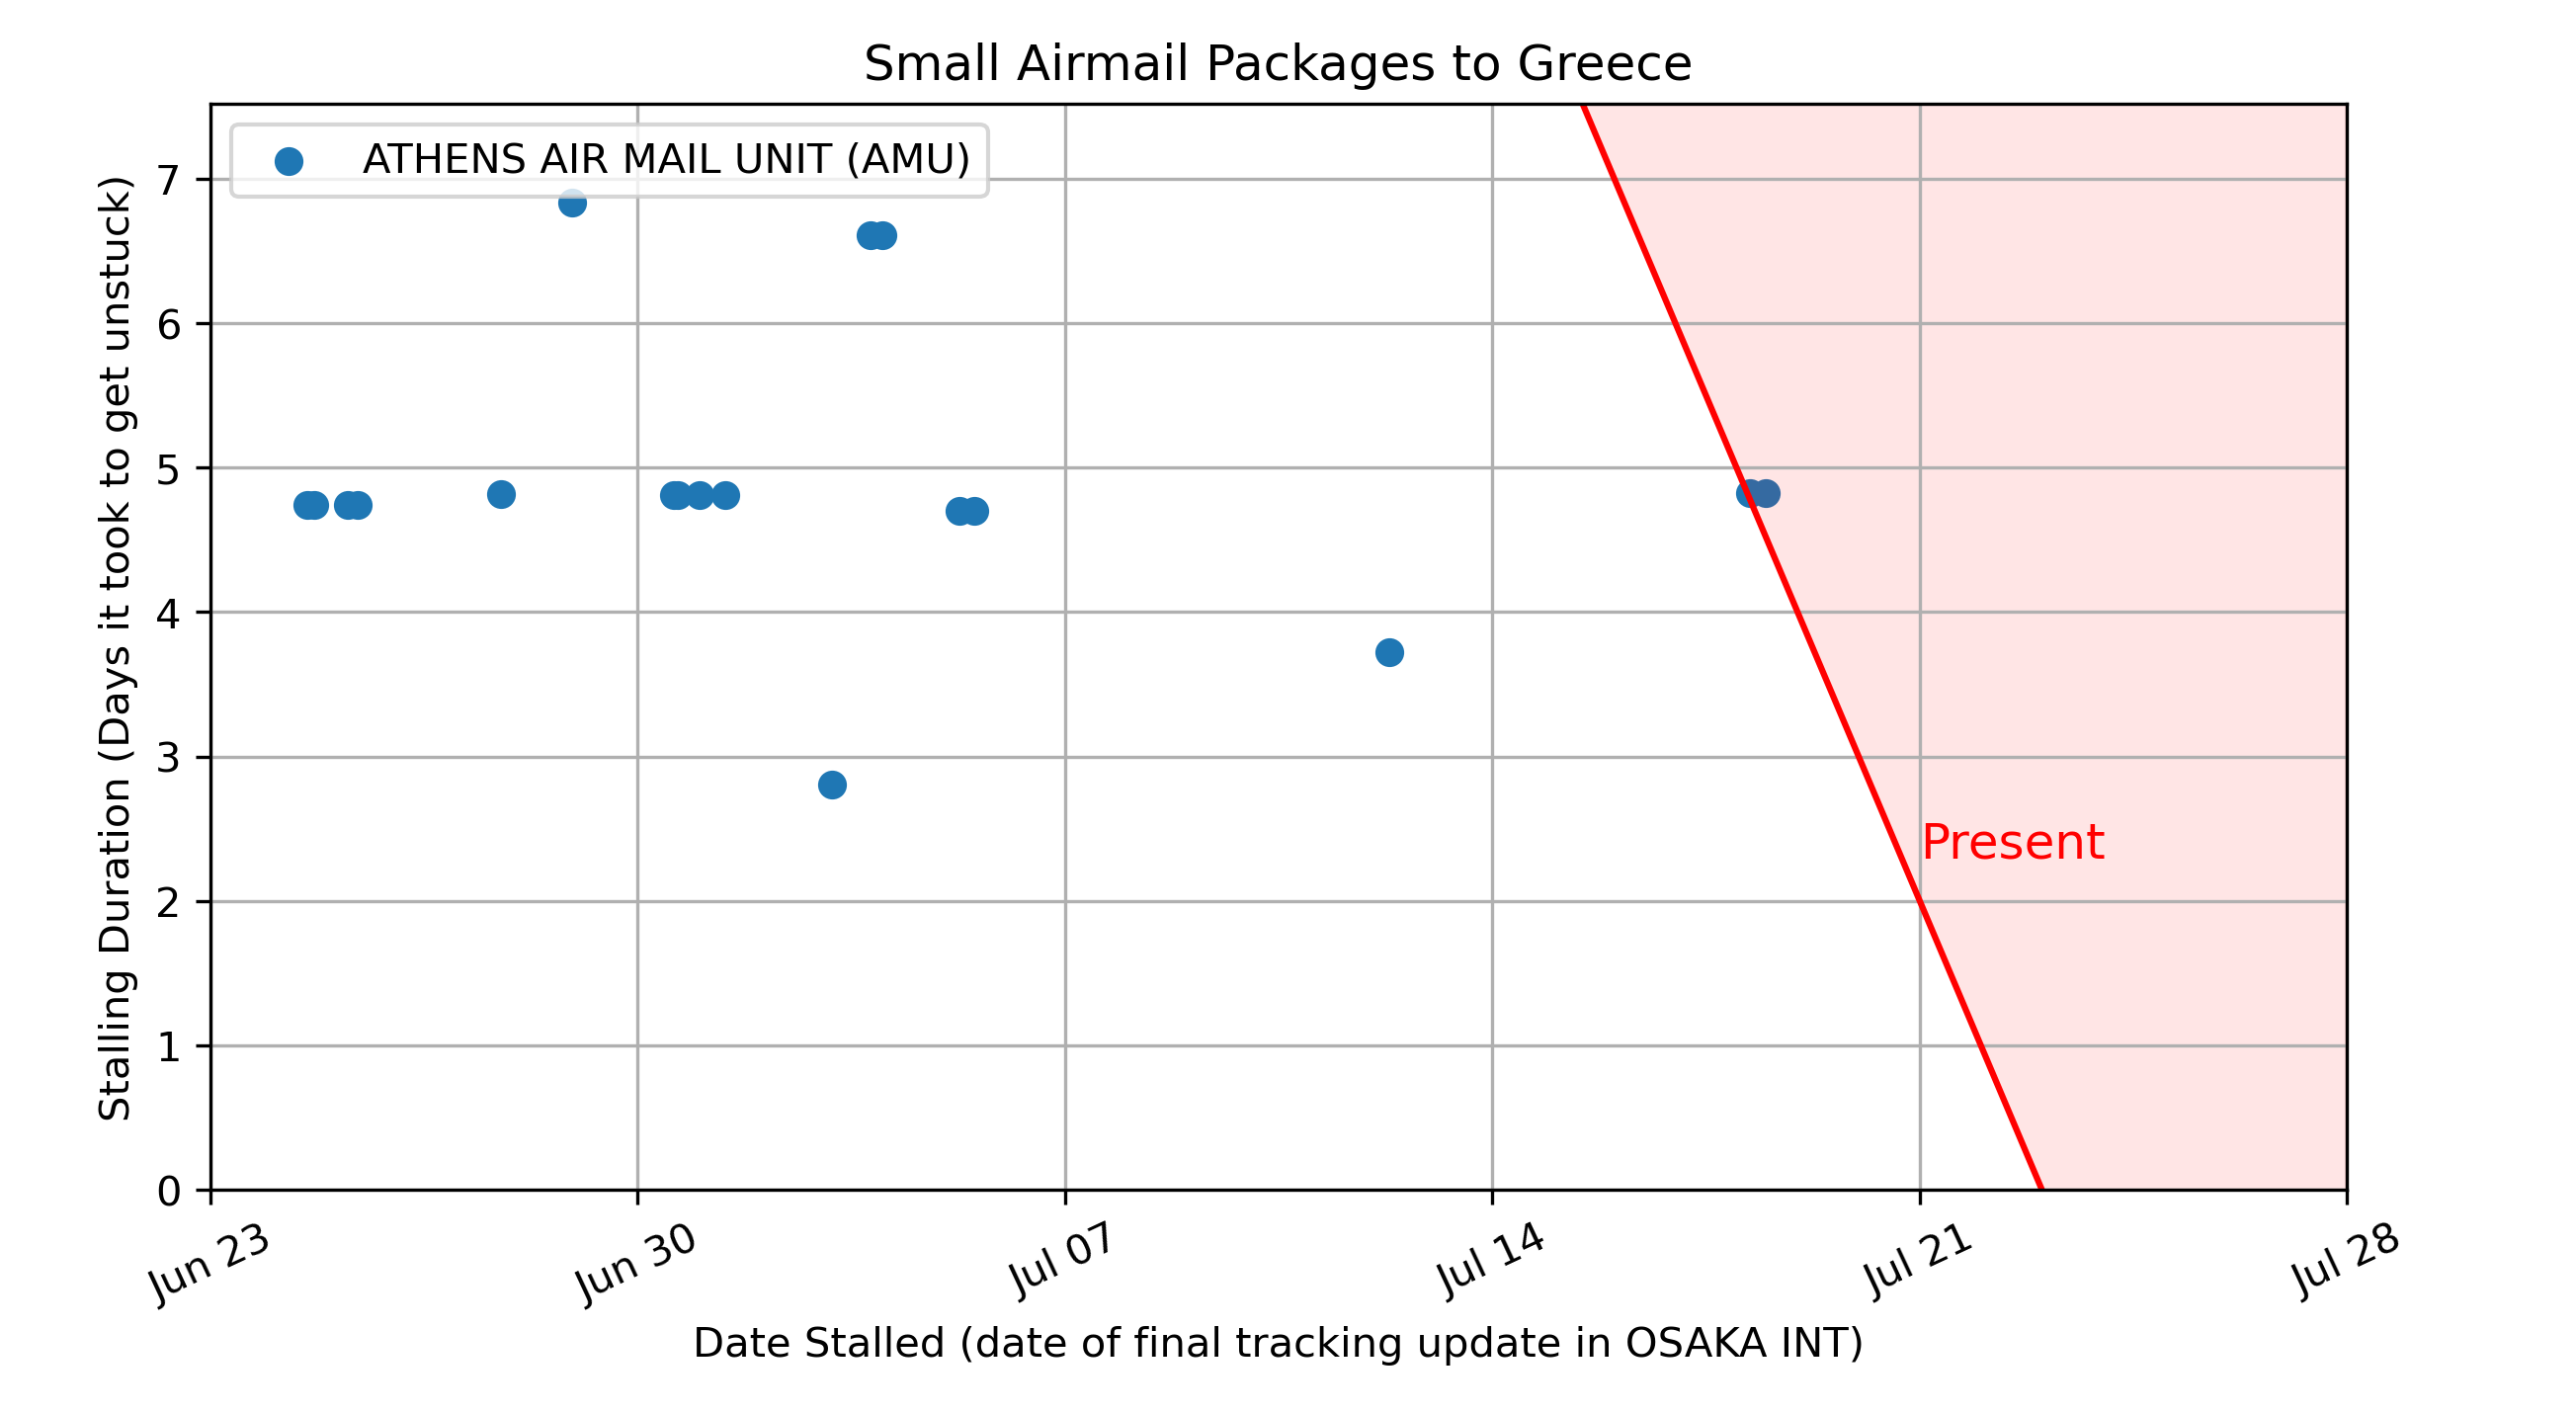 Small Airmail Packages to Greece
ATHENS AIR MAIL UNIT (AMU)
Stalling Duration (Days it took to get unstuck)
7
6
5
4
3
2
1
0
Present
Jun 23
Jun 30
Jul 07
Jul 14
Jul 21
Jul 28
Date Stalled (date of final tracking update in OSAKA INT)